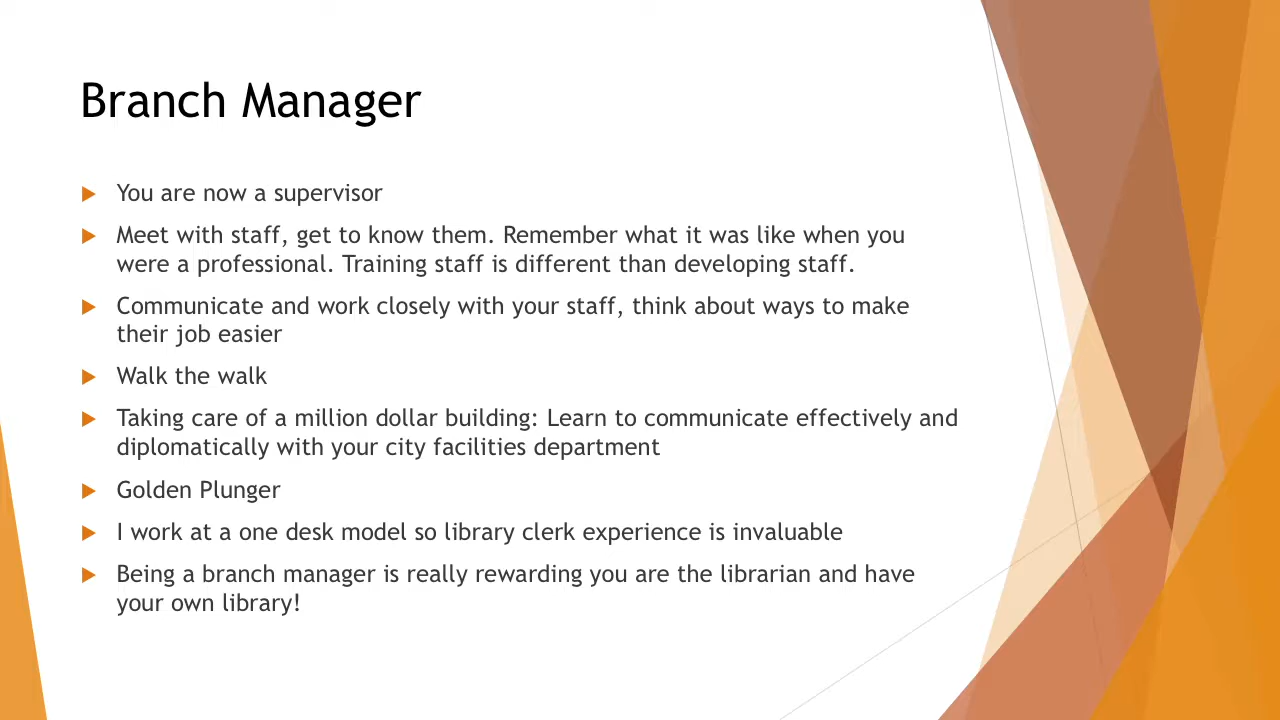 Branch Manager
You are now a supervisor
Meet with staff, get to know them. Remember what it was like when you
were a professional. Training staff is different than developing staff.
Communicate and work closely with your staff, think about ways to make
their job easier
Walk the walk
Taking care of a million dollar building: Learn to communicate effectively and
diplomatically with your city facilities department
Golden Plunger
I work at a one desk model so library clerk experience is invaluable
Being a branch manager is really rewarding you are the librarian and have
your own library!